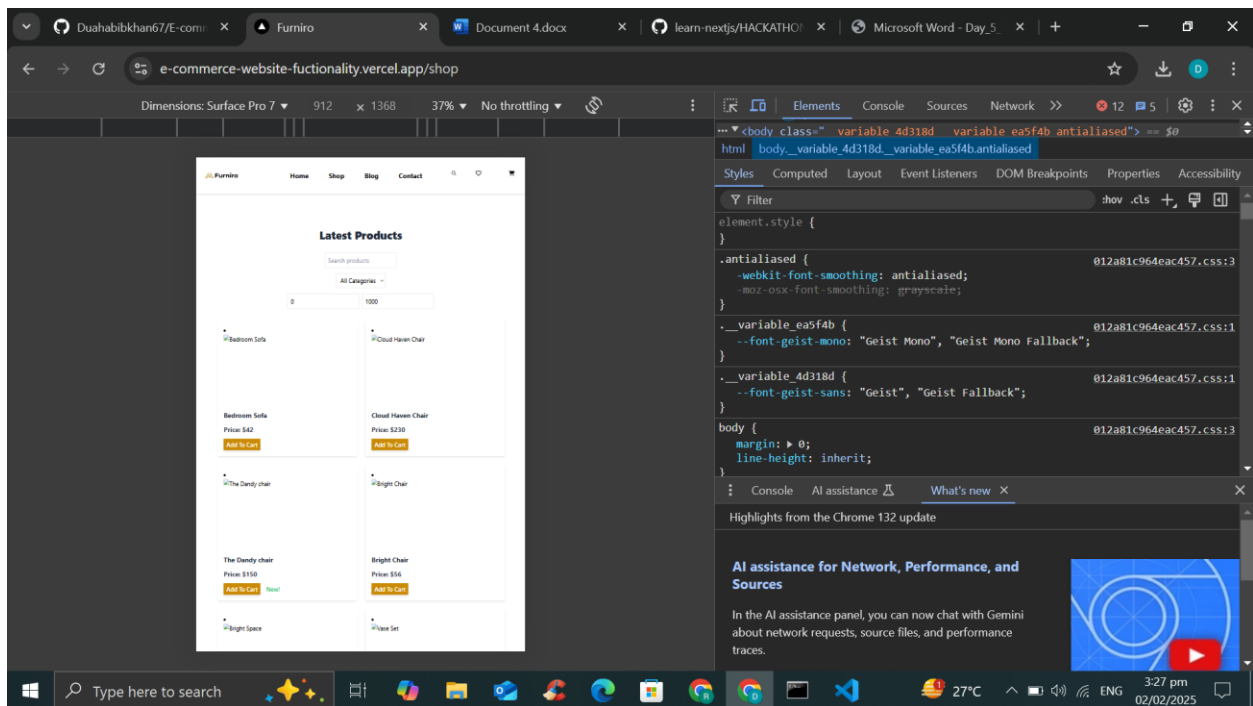 Duahabibkhan67/E-comm
Furniro
Document 4.docx
learn-nextjs/HACKATHO
Microsoft Word - Day_5_
e-commerce-website-fuctionality.vercel.app/shop
D
Dimensions: Surface Pro 7 912 x 1368 37% No throttling
Elements Console Sources Network 12 5
<body class="__variable_4d318d __variable_ea5f4b antialiased"> == $0
html body.__variable_4d318d.__variable_ea5f4b.antialiased
Styles Computed Layout Event Listeners DOM Breakpoints Properties Accessibility
Filter :hov .cls
element.style {
}
.antialiased { 012a81c964eac457.css:3
-webkit-font-smoothing: antialiased;
-moz-osx-font-smoothing: grayscale;
}
.__variable_ea5f4b { 012a81c964eac457.css:1
--font-geist-mono: "Geist Mono", "Geist Mono Fallback";
}
.__variable_4d318d { 012a81c964eac457.css:1
--font-geist-sans: "Geist", "Geist Fallback";
}
body { 012a81c964eac457.css:3
margin: 0;
line-height: inherit;
}
Console AI assistance What's new
Highlights from the Chrome 132 update
AI assistance for Network, Performance, and
Sources
In the AI assistance panel, you can now chat with Gemini
about network requests, source files, and performance
traces.
Furniro Home Shop Blog Contact
Latest Products
Search products
All Categories
0 1000
Bedroom Sofa Cloud Haven Chair
Bedroom Sofa Cloud Haven Chair
Price: $42 Price: $230
Add To Cart Add To Cart
The Dandy chair Bright Chair
The Dandy chair Bright Chair
Price: $150 Price: $56
Add To Cart New! Add To Cart
Bright Space Vase Set
Type here to search
27°C ENG 3:27 pm
02/02/2025